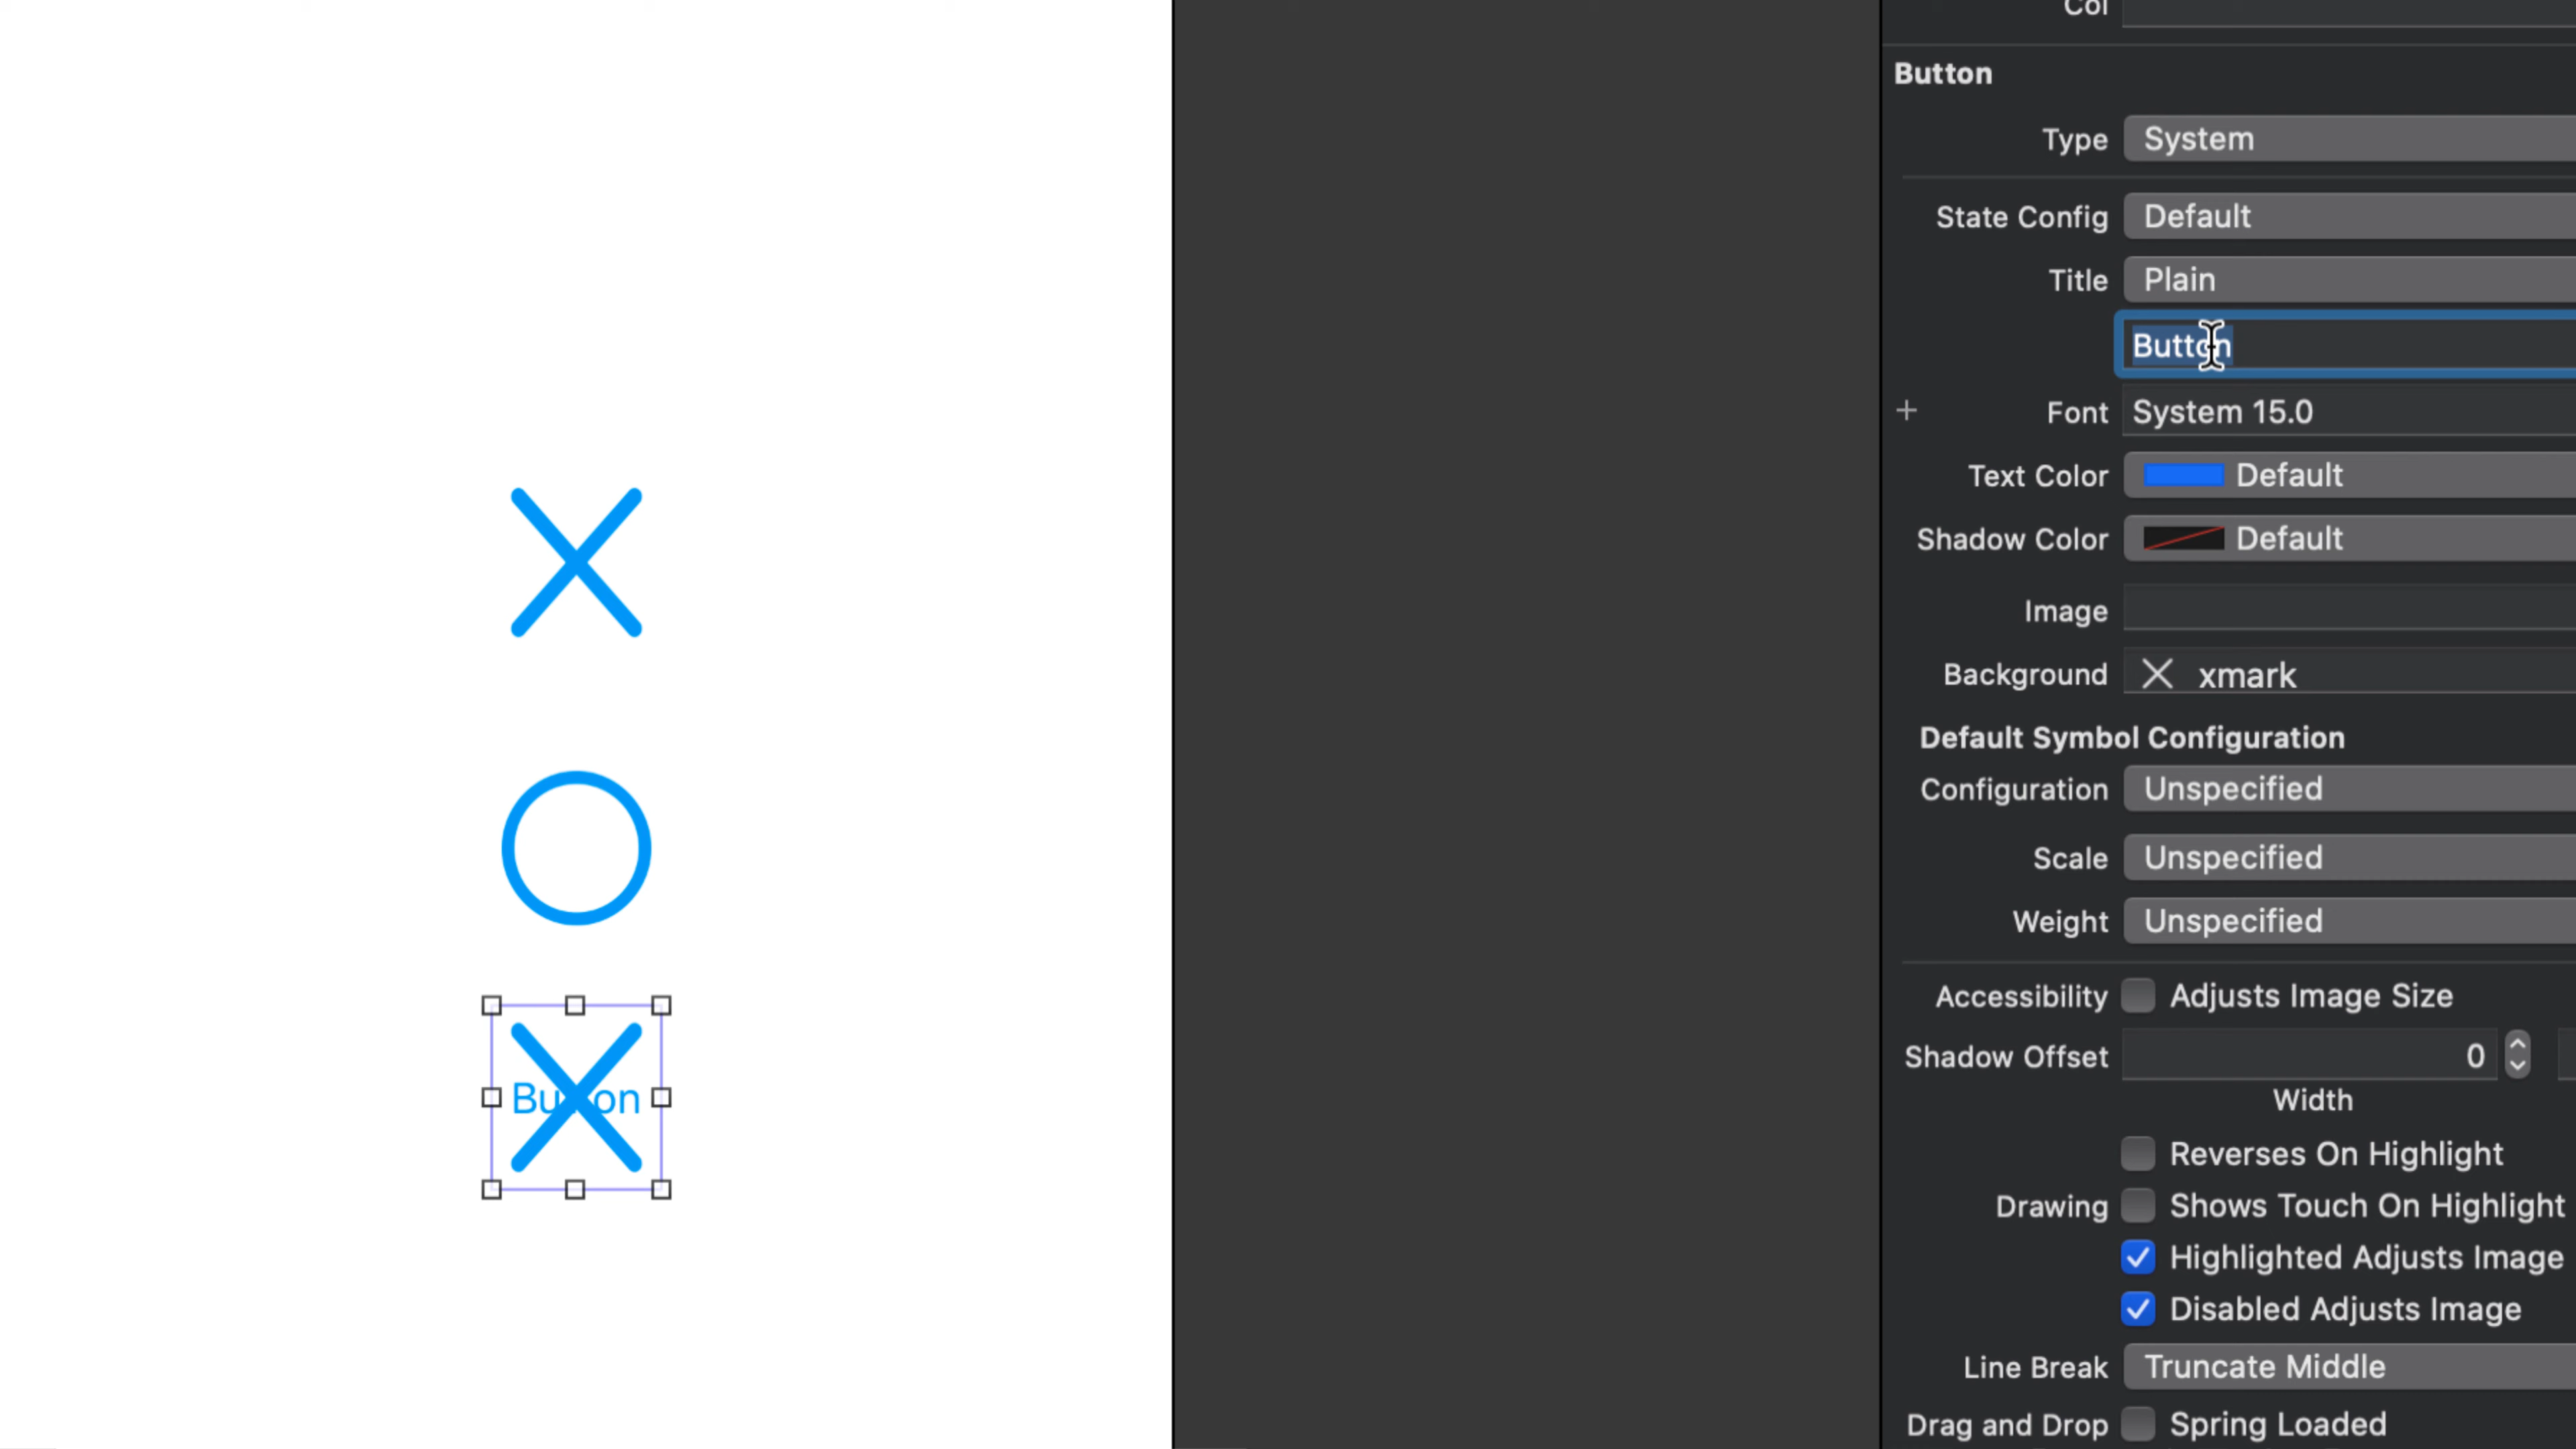 Col
Button
Type System
State Config Default
Title Plain
Button
+ Font System 15.0
Text Color Default
Shadow Color Default
Image
Background xmark
Default Symbol Configuration
Configuration Unspecified
Scale Unspecified
Weight Unspecified
Accessibility Adjusts Image Size
Shadow Offset 0
Width
Reverses On Highlight
Drawing Shows Touch On Highlight
Highlighted Adjusts Image
Disabled Adjusts Image
Line Break Truncate Middle
Drag and Drop Spring Loaded
Button